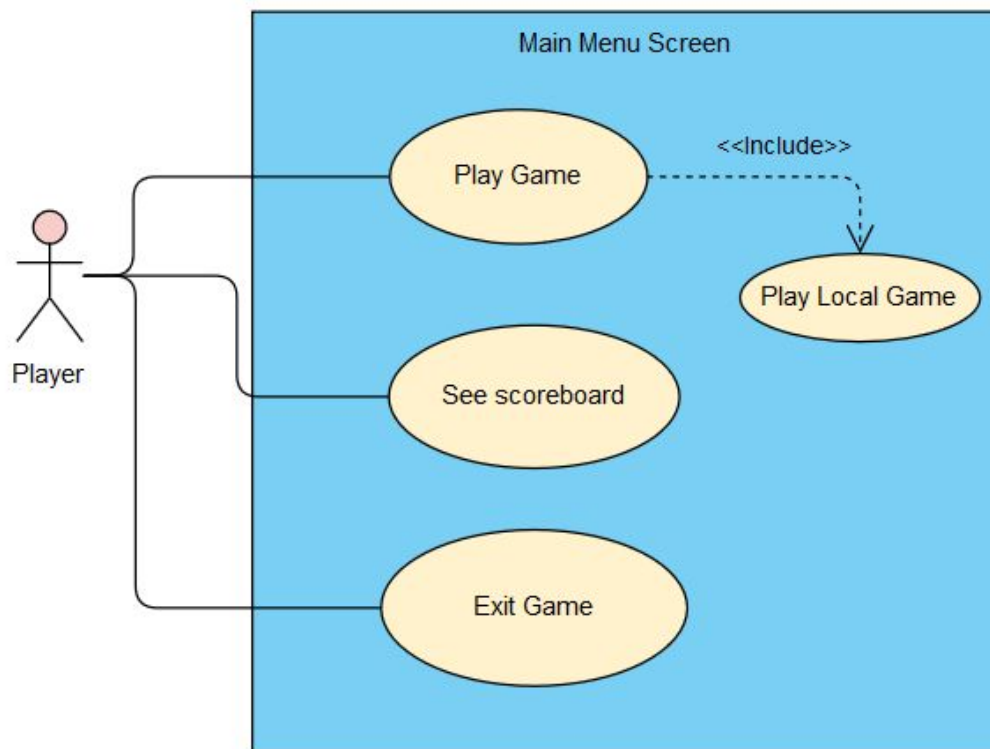 Main Menu Screen
<<Include>>
Play Game
Play Local Game
Player
See scoreboard
Exit Game